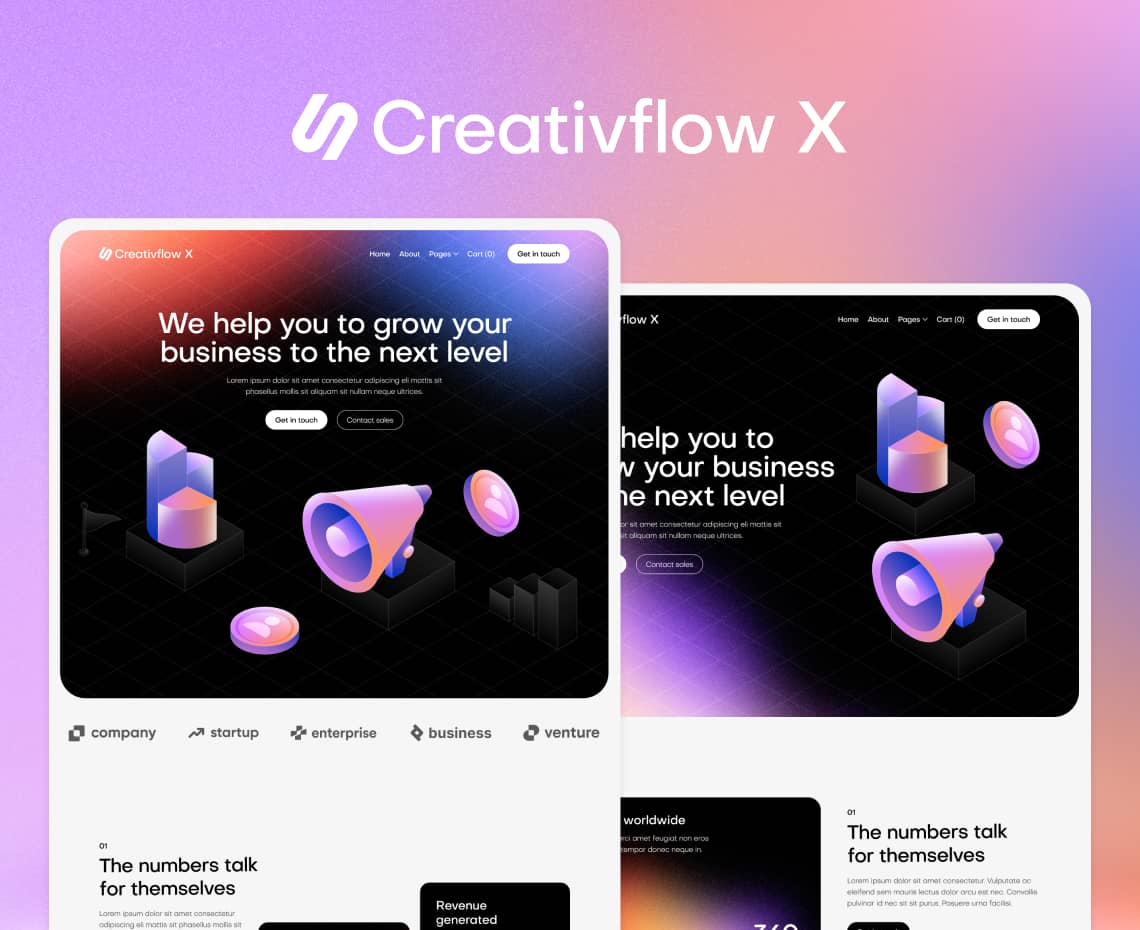 Creativflow X
Creativflow X
Home About Pages Cart (0) Get in touch
We help you to grow your
business to the next level
Lorem ipsum dolor sit amet consectetur adipiscing eli mattis sit
phasellus mollis sit aliquam sit nullam neque ultrices.
Get in touch Contact sales
company startup enterprise business venture
01
The numbers talk
for themselves
Lorem ipsum dolor sit amet consectetur
adipiscing eli mattis sit phasellus mollis sit
Revenue
generated
flow X
Home About Pages Cart (0) Get in touch
help you to
your business
next level
sit amet consectetur adipiscing eli mattis sit
sit aliquam sit nullam neque ultrices.
Contact sales
worldwide
amet feugiat non eros
tempor donec neque in.
01
The numbers talk
for themselves
Lorem ipsum dolor sit amet consectetur. Vulputate ac
eleifend sem mauris lectus dolor arcu est nec. Convallis
pulvinar id nec sit sit purus. Posuere urna facilisi.